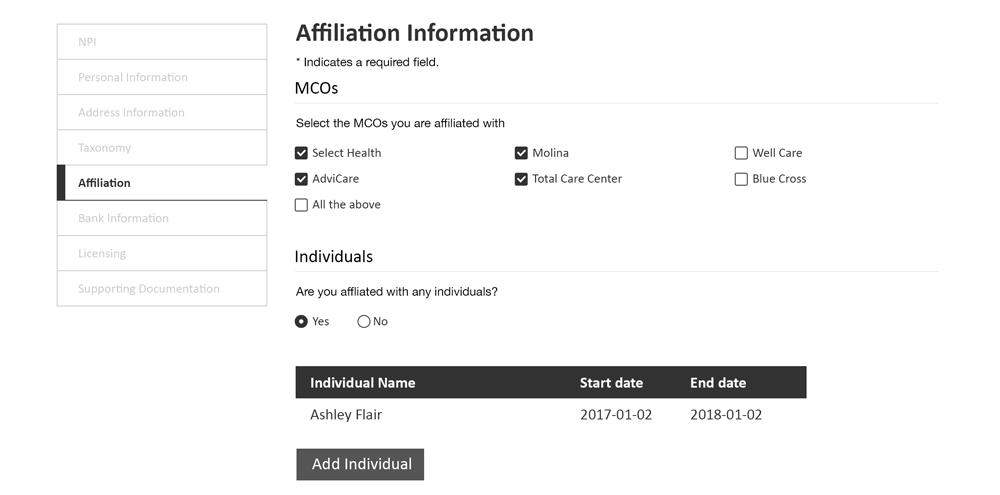 NPI
Personal Information
Address Information
Taxonomy
Affiliation
Bank Information
Licensing
Supporting Documentation
Affiliation Information
* Indicates a required field.
MCOs
Select the MCOs you are affiliated with
Select Health Molina Well Care
AdviCare Total Care Center Blue Cross
All the above
Individuals
Are you affliated with any individuals?
Yes No
Individual Name Start date End date
Ashley Flair 2017-01-02 2018-01-02
Add Individual